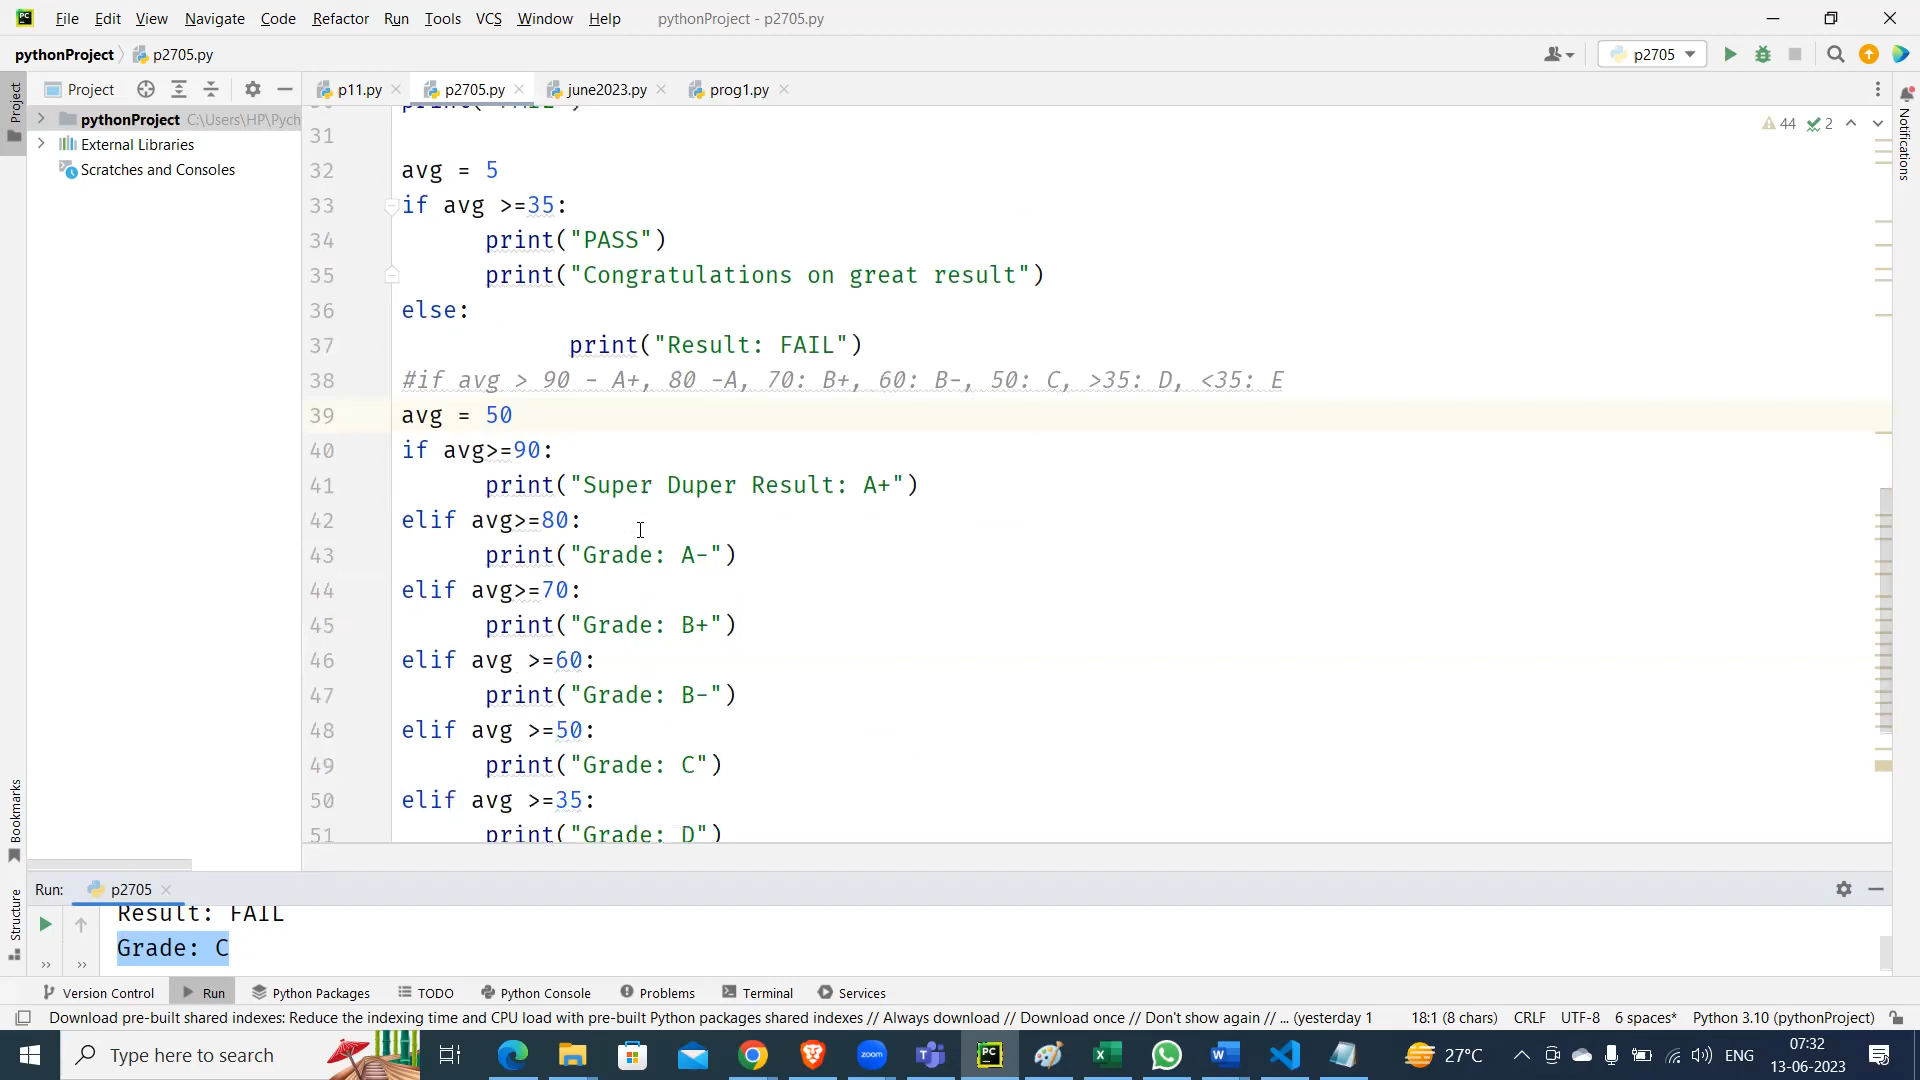 PC File Edit View Navigate Code Refactor Run Tools VCS Window Help pythonProject - p2705.py
pythonProject p2705.py p2705
Project p11.py p2705.py june2023.py prog1.py
pythonProject C:\Users\HP\Pych
External Libraries
Scratches and Consoles
Project
Bookmarks
Structure
Notifications
44 2
31
32 avg = 5
33 if avg >=35:
34 print("PASS")
35 print("Congratulations on great result")
36 else:
37 print("Result: FAIL")
38 #if avg > 90 - A+, 80 -A, 70: B+, 60: B-, 50: C, >35: D, <35: E
39 avg = 50
40 if avg>=90:
41 print("Super Duper Result: A+")
42 elif avg>=80:
43 print("Grade: A-")
44 elif avg>=70:
45 print("Grade: B+")
46 elif avg >=60:
47 print("Grade: B-")
48 elif avg >=50:
49 print("Grade: C")
50 elif avg >=35:
51 print("Grade: D")
Run: p2705
Result: FAIL
Grade: C
Version Control Run Python Packages TODO Python Console Problems Terminal Services
Download pre-built shared indexes: Reduce the indexing time and CPU load with pre-built Python packages shared indexes // Always download // Download once // Don't show again // ... (yesterday 1 18:1 (8 chars) CRLF UTF-8 6 spaces* Python 3.10 (pythonProject)
Type here to search zoom PC 27°C ENG 07:32
13-06-2023